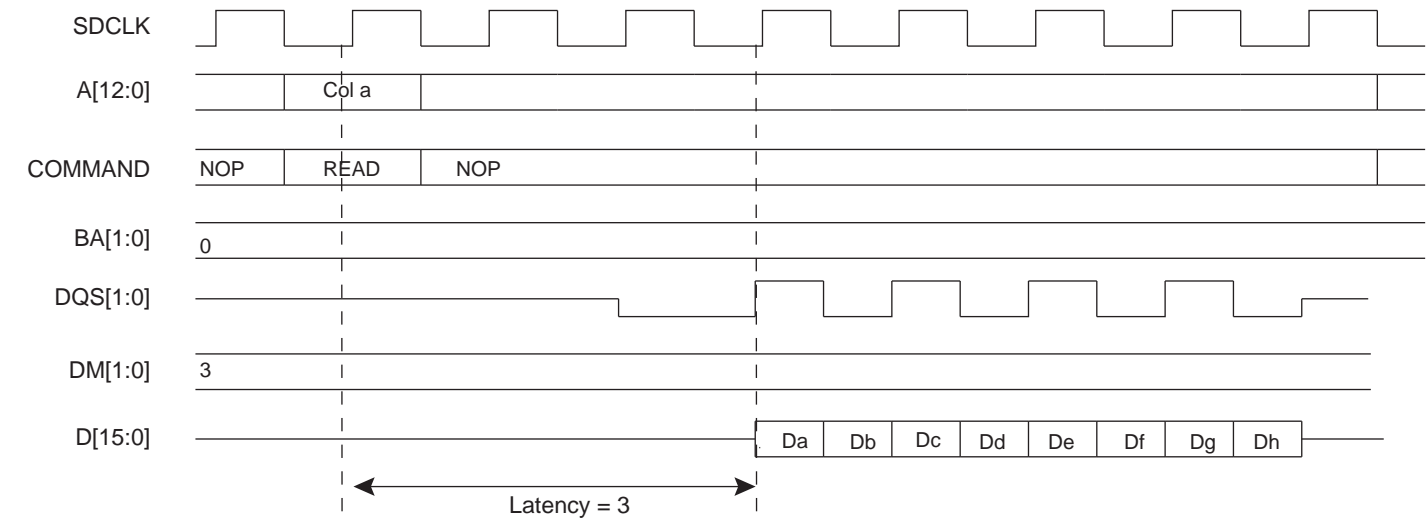 SDCLK
A[12:0] Col a
COMMAND NOP READ NOP
BA[1:0] 0
DQS[1:0]
DM[1:0] 3
D[15:0] Da Db Dc Dd De Df Dg Dh
Latency = 3